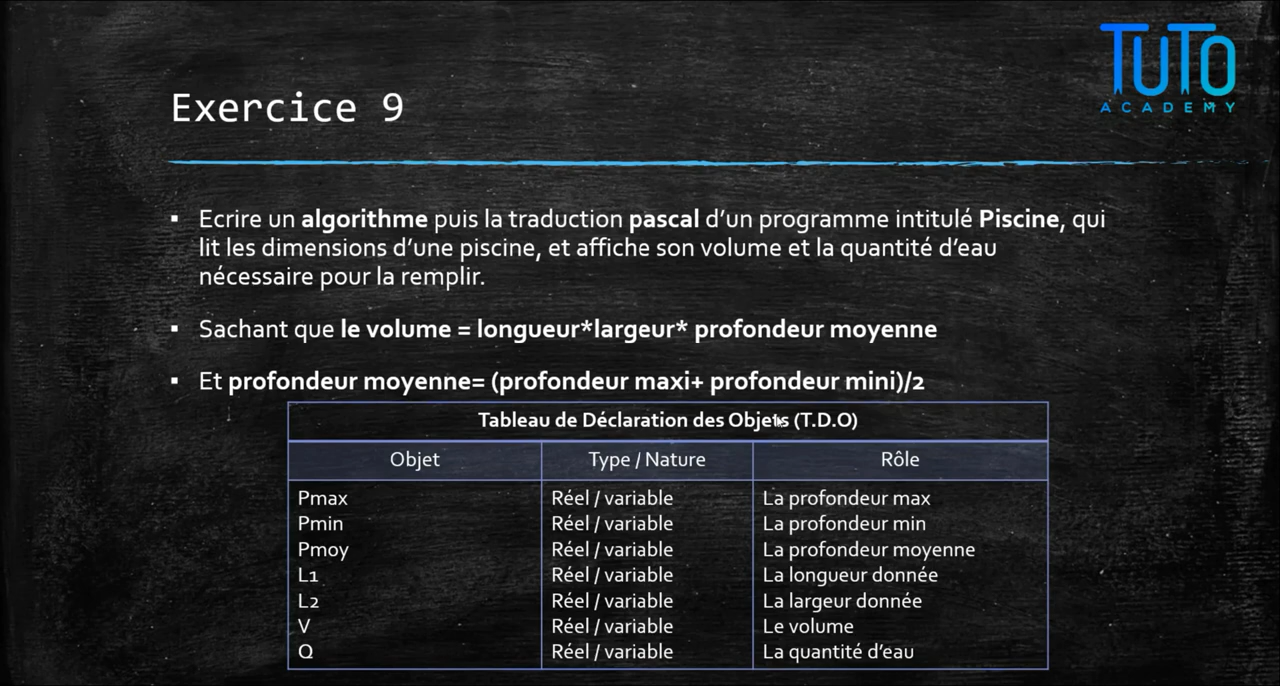 TUTO
ACADEMY
Exercice 9
▪ Ecrire un algorithme puis la traduction pascal d’un programme intitulé Piscine, qui
lit les dimensions d’une piscine, et affiche son volume et la quantité d’eau
nécessaire pour la remplir.
▪ Sachant que le volume = longueur*largeur* profondeur moyenne
▪ Et profondeur moyenne= (profondeur maxi+ profondeur mini)/2
Tableau de Déclaration des Objets (T.D.O)
Objet Type / Nature Rôle
Pmax Réel / variable La profondeur max
Pmin Réel / variable La profondeur min
Pmoy Réel / variable La profondeur moyenne
L1 Réel / variable La longueur donnée
L2 Réel / variable La largeur donnée
V Réel / variable Le volume
Q Réel / variable La quantité d’eau